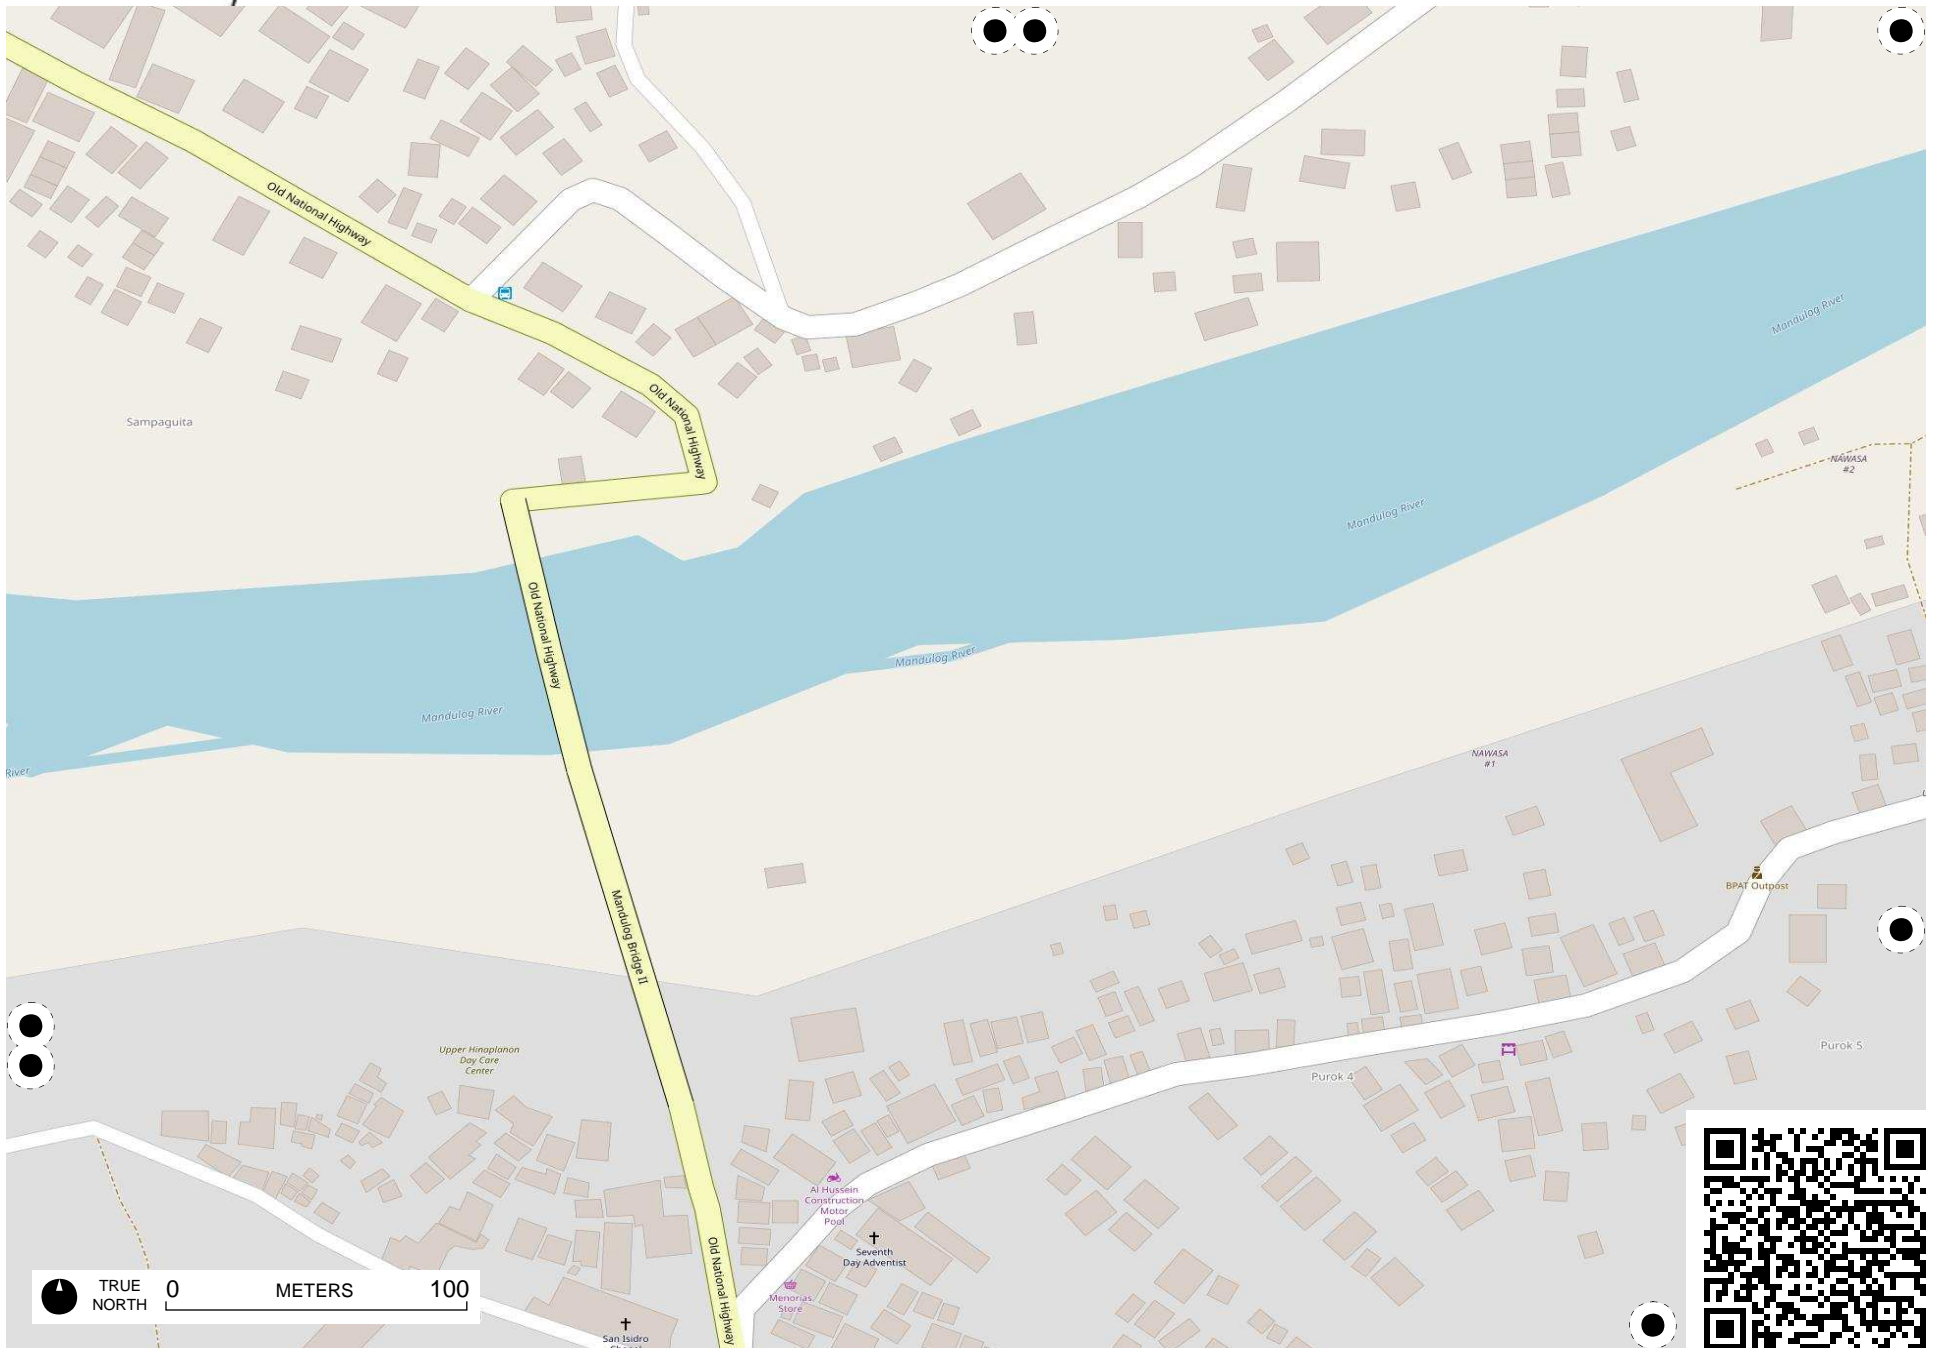 Old National Highway
Mandulog River
Old National Highway
Sampaguita
NAWASA
#2
Mandulog River
Old National Highway
Mandulog River
Mandulog River
River
NAWASA
#1
BPAT Outpost
Mandulog Bridge II
Upper Hinaplanon
Day Care
Center
Purok 5
Purok 4
Al Hussein
Construction
Motor
Pool
Seventh
Day Adventist
Old National Highway
Menorias
Store
TRUE
NORTH
0 METERS 100
San Isidro